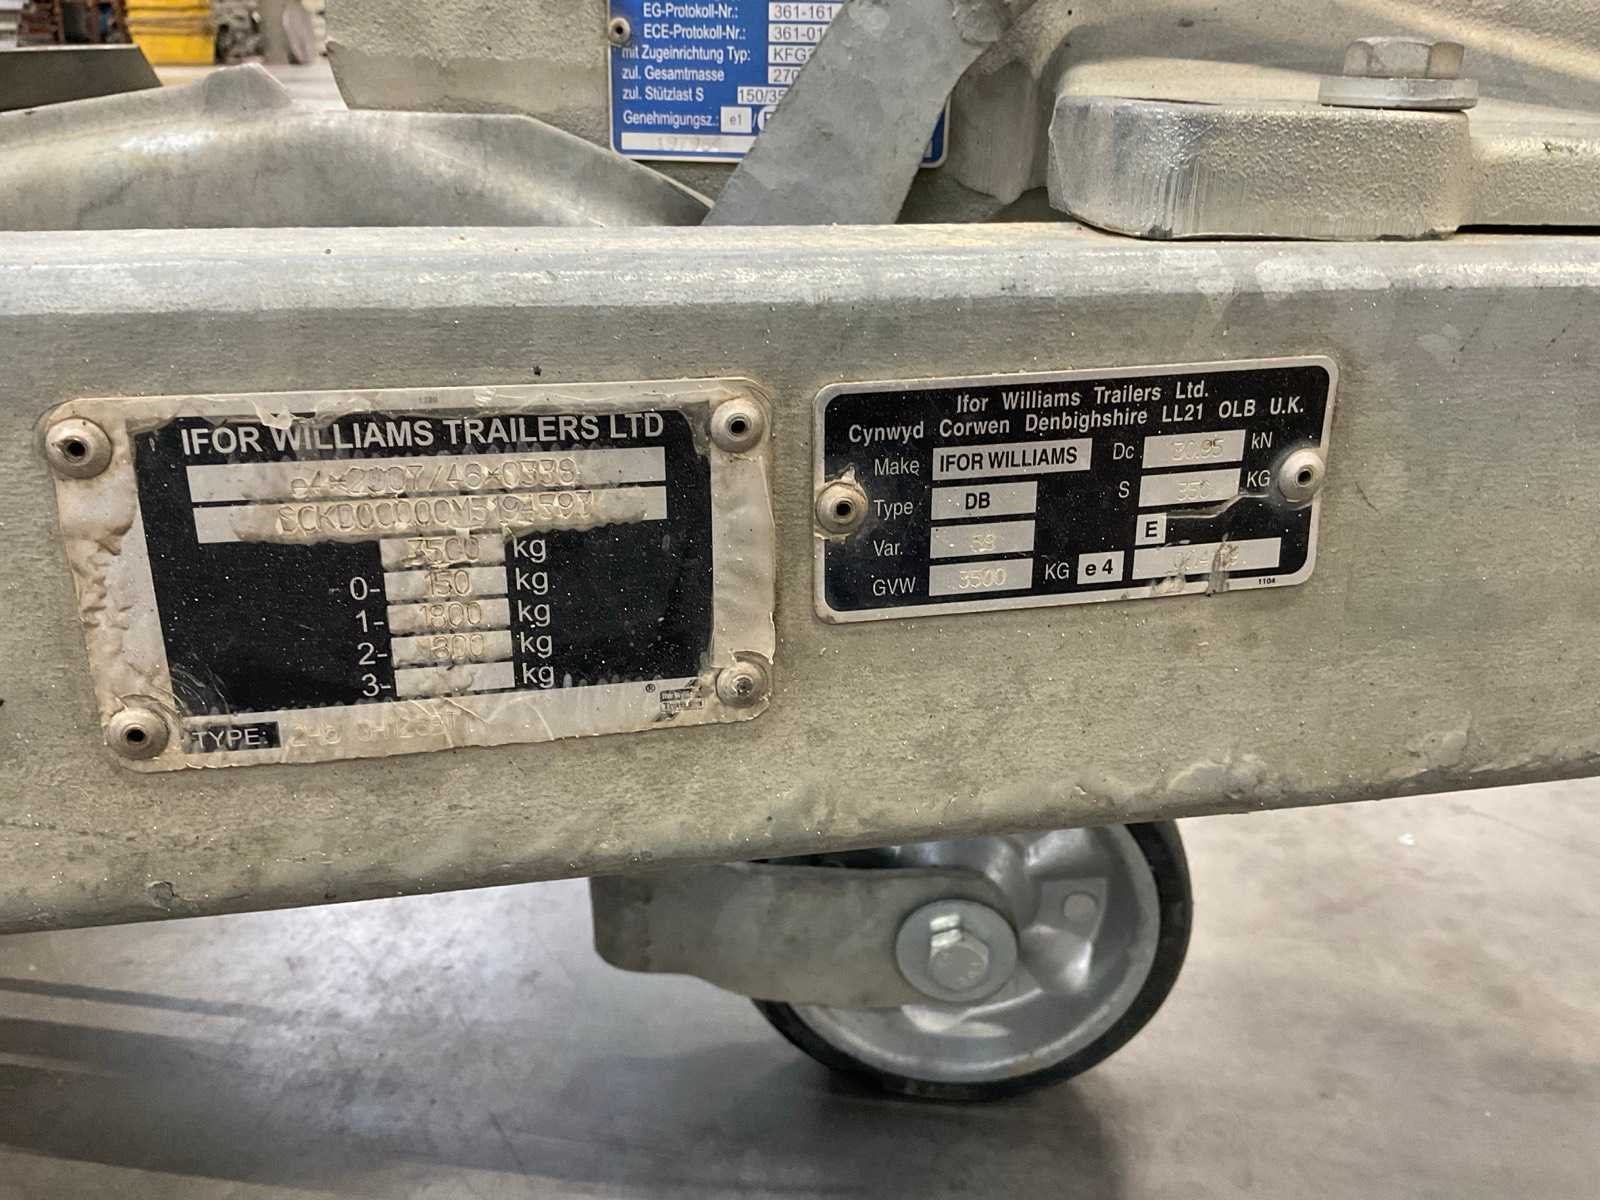 EG-Protokoll-Nr.: 361-161
ECE-Protokoll-Nr.: 361-01
mit Zugeinrichtung Typ: KFG
zul. Gesamtmasse 270
zul. Stützlast S 150/35
Genehmigungsz.: e1 /
IFOR WILLIAMS TRAILERS LTD
e4*2007/46*0389
3500 kg
0- 150 kg
1- 1800 kg
2- 1800 kg
3- kg
TYPE:
®
Ifor Williams Trailers Ltd.
Cynwyd Corwen Denbighshire LL21 OLB U.K.
Make IFOR WILLIAMS Dc. 30.95 kN
Type DB S 350 KG
Var. 59 E
GVW 3500 KG e4
1104